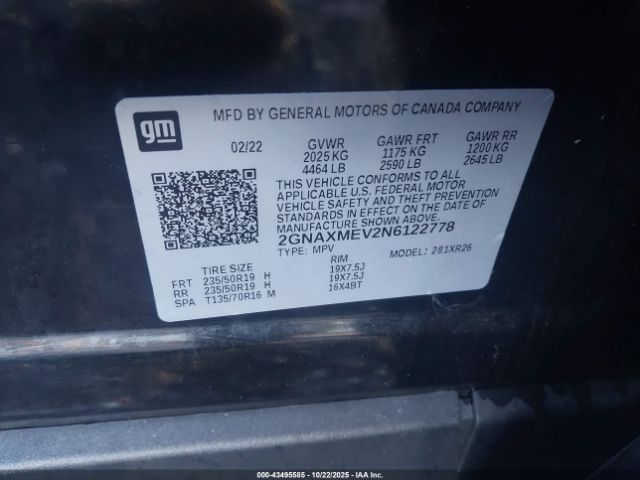 gm
MFD BY GENERAL MOTORS OF CANADA COMPANY
02/22 GVWR GAWR FRT GAWR RR
2025 KG 1175 KG 1200 KG
4464 LB 2590 LB 2645 LB
THIS VEHICLE CONFORMS TO ALL
APPLICABLE U.S. FEDERAL MOTOR
VEHICLE SAFETY AND THEFT PREVENTION
STANDARDS IN EFFECT ON THE DATE OF
MANUFACTURE SHOWN ABOVE.
2GNAXMEV2N6122778
TYPE: MPV MODEL: 281XR26
TIRE SIZE RIM
FRT 235/50R19 H 19X7.5J
RR 235/50R19 H 19X7.5J
SPA T135/70R16 M 16X4BT
00-43495585 - 10/22/2025 - Copyright © 2025 IAA, Inc.